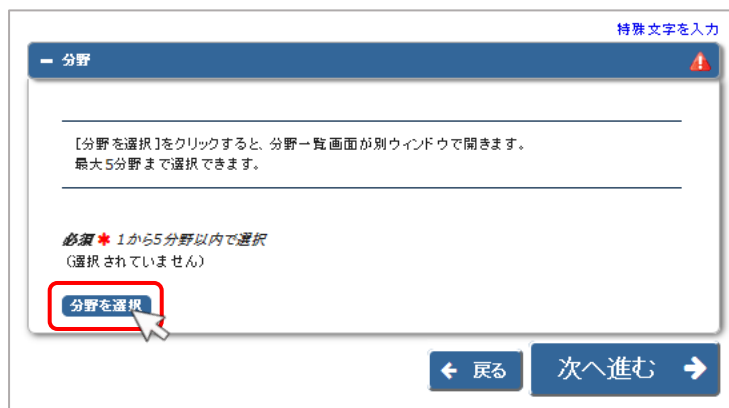 特殊文字を入力
分野
[分野を選択]をクリックすると、分野一覧画面が別ウィンドウで開きます。
最大5分野まで選択できます。
必須 * 1から5分野以内で選択
(選択されていません)
分野を選択
戻る
次へ進む